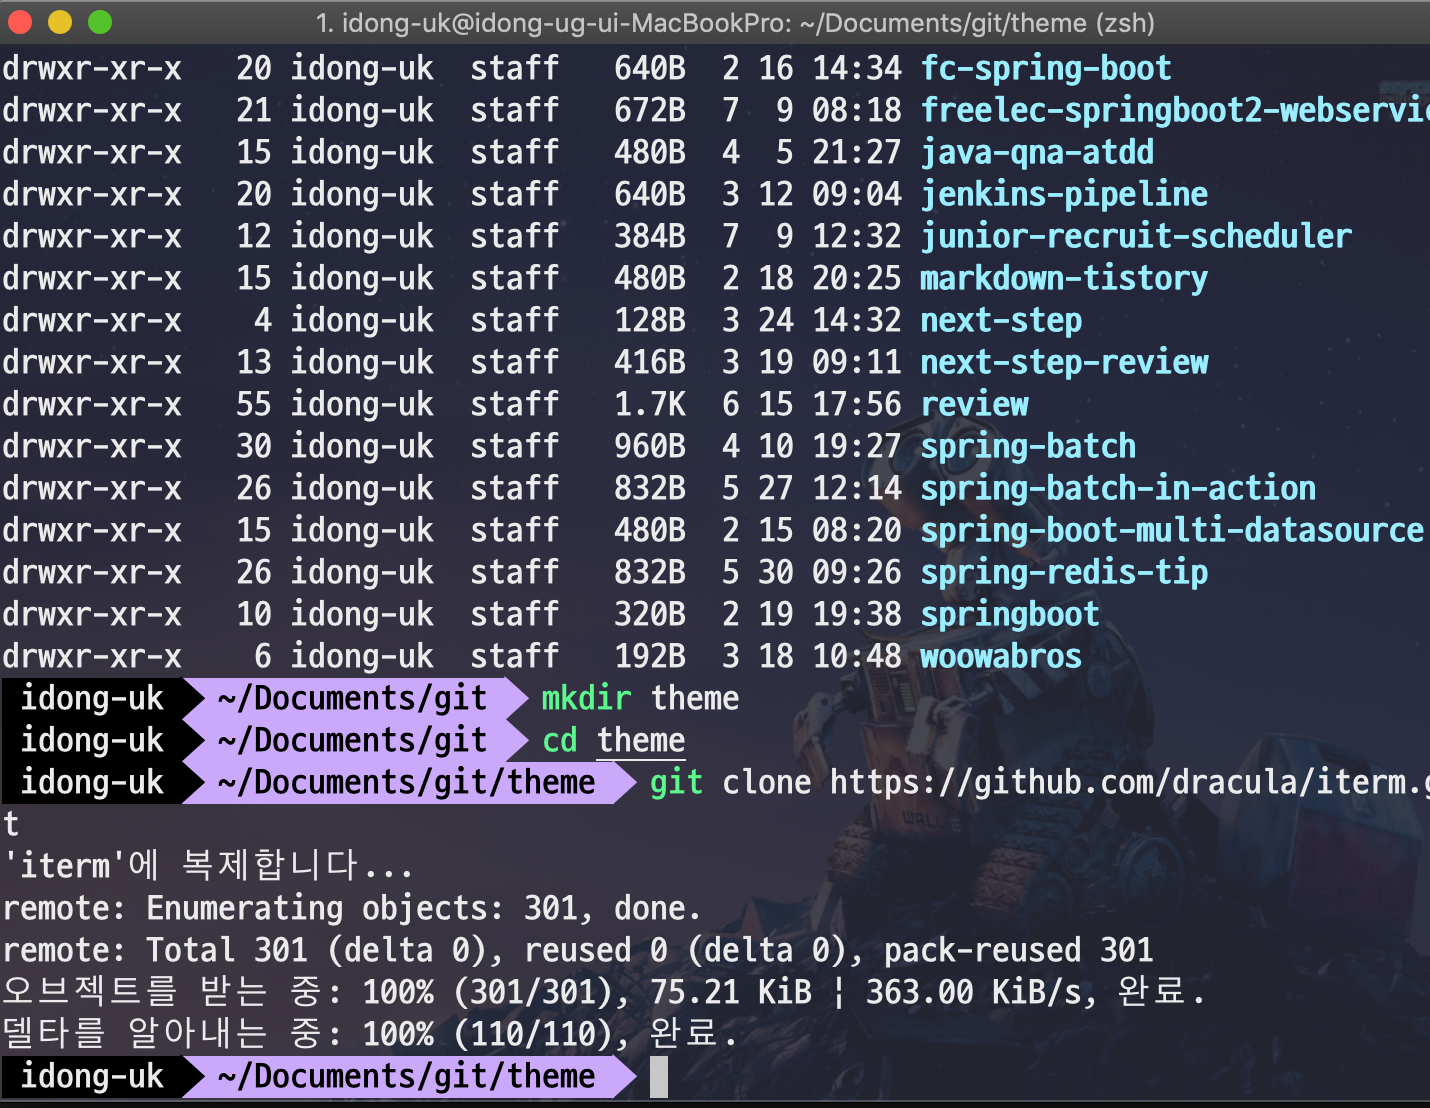 1. idong-uk@idong-ug-ui-MacBookPro: ~/Documents/git/theme (zsh)
drwxr-xr-x   20 idong-uk  staff   640B  2 16 14:34 fc-spring-boot
drwxr-xr-x   21 idong-uk  staff   672B  7  9 08:18 freelec-springboot2-webservi
drwxr-xr-x   15 idong-uk  staff   480B  4  5 21:27 java-qna-atdd
drwxr-xr-x   20 idong-uk  staff   640B  3 12 09:04 jenkins-pipeline
drwxr-xr-x   12 idong-uk  staff   384B  7  9 12:32 junior-recruit-scheduler
drwxr-xr-x   15 idong-uk  staff   480B  2 18 20:25 markdown-tistory
drwxr-xr-x    4 idong-uk  staff   128B  3 24 14:32 next-step
drwxr-xr-x   13 idong-uk  staff   416B  3 19 09:11 next-step-review
drwxr-xr-x   55 idong-uk  staff   1.7K  6 15 17:56 review
drwxr-xr-x   30 idong-uk  staff   960B  4 10 19:27 spring-batch
drwxr-xr-x   26 idong-uk  staff   832B  5 27 12:14 spring-batch-in-action
drwxr-xr-x   15 idong-uk  staff   480B  2 15 08:20 spring-boot-multi-datasource
drwxr-xr-x   26 idong-uk  staff   832B  5 30 09:26 spring-redis-tip
drwxr-xr-x   10 idong-uk  staff   320B  2 19 19:38 springboot
drwxr-xr-x    6 idong-uk  staff   192B  3 18 10:48 woowabros
idong-uk ~/Documents/git mkdir theme
idong-uk ~/Documents/git cd theme
idong-uk ~/Documents/git/theme git clone https://github.com/dracula/iterm.g
t
'iterm'에 복제합니다...
remote: Enumerating objects: 301, done.
remote: Total 301 (delta 0), reused 0 (delta 0), pack-reused 301
오브젝트를 받는 중: 100% (301/301), 75.21 KiB ¦ 363.00 KiB/s, 완료.
델타를 알아내는 중: 100% (110/110), 완료.
idong-uk ~/Documents/git/theme